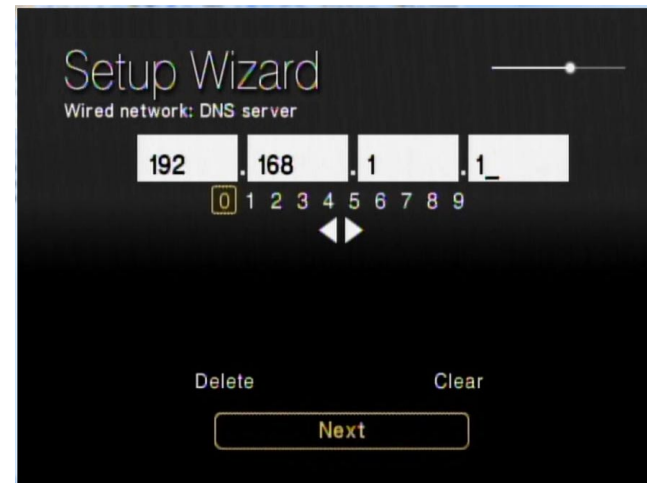 Setup Wizard
Wired network: DNS server
192 . 168 . 1 . 1_
0 1 2 3 4 5 6 7 8 9
Delete Clear
Next